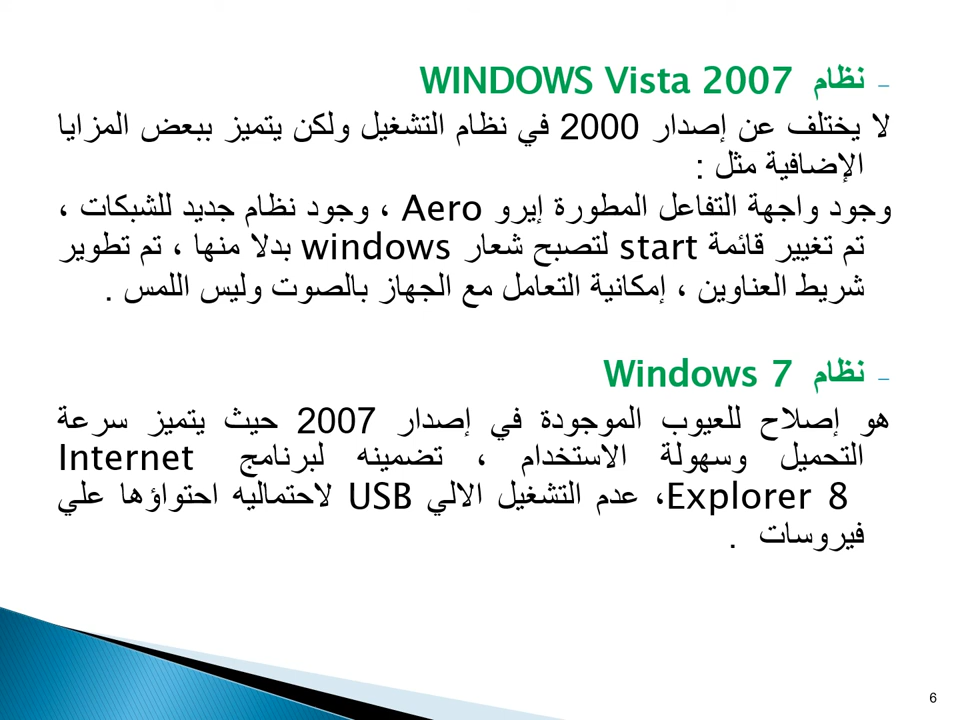 - نظام WINDOWS Vista 2007
لا يختلف عن إصدار 2000 في نظام التشغيل ولكن يتميز ببعض المزايا
الإضافية مثل :
وجود واجهة التفاعل المطورة إيرو Aero ، وجود نظام جديد للشبكات ،
تم تغيير قائمة start لتصبح شعار windows بدلا منها ، تم تطوير
شريط العناوين ، إمكانية التعامل مع الجهاز بالصوت وليس اللمس .
- نظام Windows 7
هو إصلاح للعيوب الموجودة في إصدار 2007 حيث يتميز سرعة
التحميل وسهولة الاستخدام ، تضمينه لبرنامج Internet
Explorer 8، عدم التشغيل الالي USB لاحتماليه احتواؤها علي
فيروسات .
6